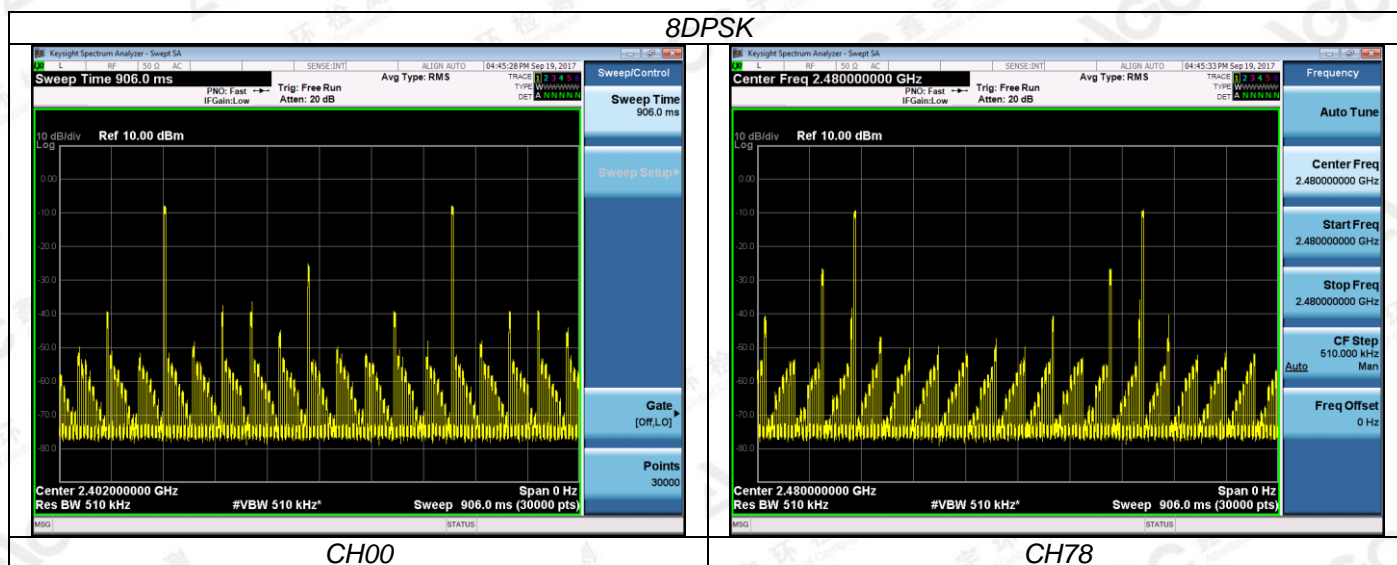 8DPSK
Keysight Spectrum Analyzer - Swept SA
L RF 50 Ω AC SENSE:INT ALIGN AUTO 04:45:28 PM Sep 19, 2017
Sweep Time 906.0 ms
Avg Type: RMS
TRACE 1 2 3 4 5 6
TYPE WWWWWW
DET A N N N N N
PNO: Fast
IFGain:Low
Trig: Free Run
Atten: 20 dB
10 dB/div
Log
Ref 10.00 dBm
0.00
-10.0
-20.0
-30.0
-40.0
-50.0
-60.0
-70.0
-80.0
Center 2.402000000 GHz
Span 0 Hz
Res BW 510 kHz
#VBW 510 kHz*
Sweep 906.0 ms (30000 pts)
MSG
STATUS
Sweep/Control
Sweep Time
906.0 ms
Sweep Setup
Gate
[Off,LO]
Points
30000
CH00
Keysight Spectrum Analyzer - Swept SA
L RF 50 Ω AC SENSE:INT ALIGN AUTO 04:45:33 PM Sep 19, 2017
Center Freq 2.480000000 GHz
Avg Type: RMS
TRACE 1 2 3 4 5 6
TYPE WWWWWW
DET A N N N N N
PNO: Fast
IFGain:Low
Trig: Free Run
Atten: 20 dB
10 dB/div
Log
Ref 10.00 dBm
0.00
-10.0
-20.0
-30.0
-40.0
-50.0
-60.0
-70.0
-80.0
Center 2.480000000 GHz
Span 0 Hz
Res BW 510 kHz
#VBW 510 kHz*
Sweep 906.0 ms (30000 pts)
MSG
STATUS
Frequency
Auto Tune
Center Freq
2.480000000 GHz
Start Freq
2.480000000 GHz
Stop Freq
2.480000000 GHz
CF Step
510.000 kHz
Auto Man
Freq Offset
0 Hz
CH78